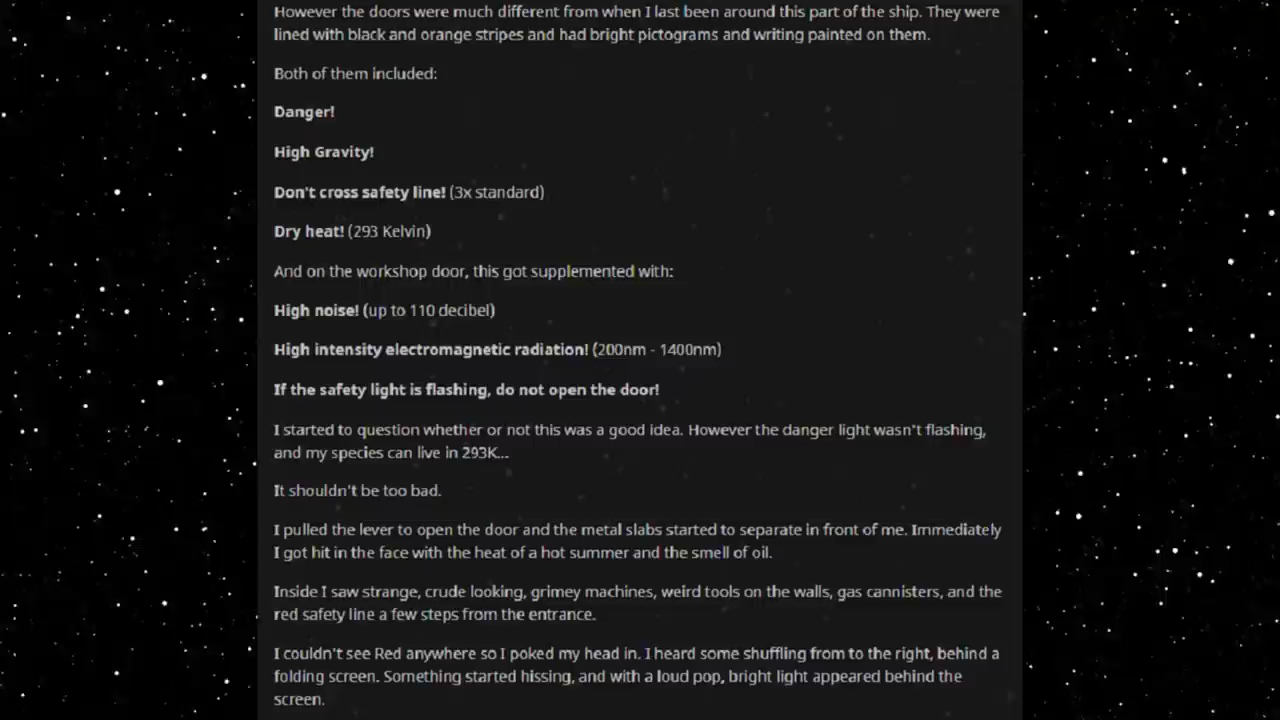 However the doors were much different from when I last been around this part of the ship. They were
lined with black and orange stripes and had bright pictograms and writing painted on them.
Both of them included:
Danger!
High Gravity!
Don't cross safety line! (3x standard)
Dry heat! (293 Kelvin)
And on the workshop door, this got supplemented with:
High noise! (up to 110 decibel)
High intensity electromagnetic radiation! (200nm - 1400nm)
If the safety light is flashing, do not open the door!
I started to question whether or not this was a good idea. However the danger light wasn't flashing,
and my species can live in 293K...
It shouldn't be too bad.
I pulled the lever to open the door and the metal slabs started to separate in front of me. Immediately
I got hit in the face with the heat of a hot summer and the smell of oil.
Inside I saw strange, crude looking, grimey machines, weird tools on the walls, gas cannisters, and the
red safety line a few steps from the entrance.
I couldn't see Red anywhere so I poked my head in. I heard some shuffling from to the right, behind a
folding screen. Something started hissing, and with a loud pop, bright light appeared behind the
screen.